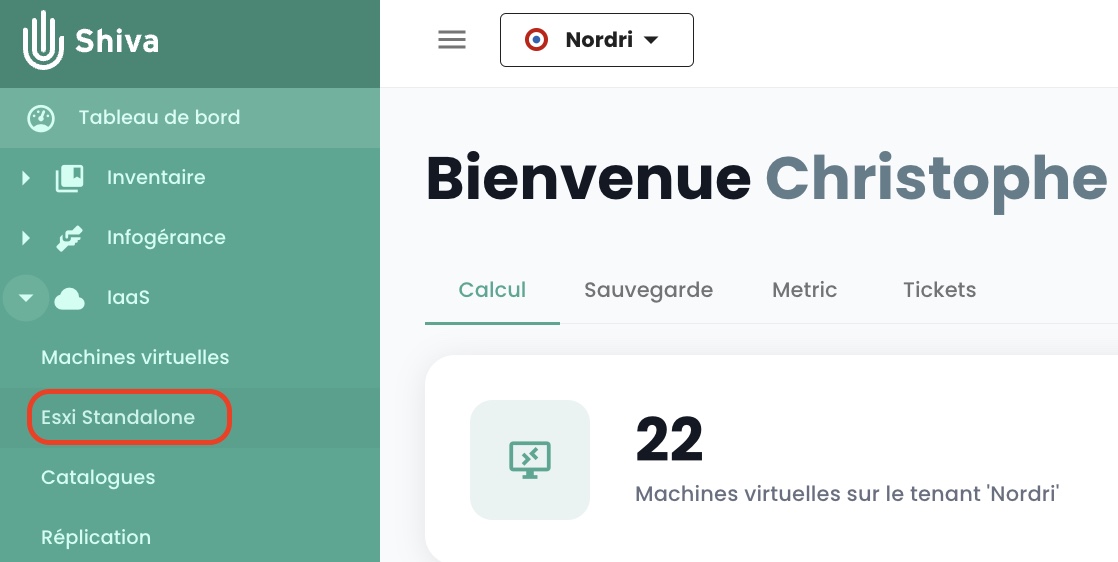 Shiva
Nordri
Tableau de bord
Inventaire
Infogérance
IaaS
Machines virtuelles
Esxi Standalone
Catalogues
Réplication
Bienvenue Christophe
Calcul
Sauvegarde
Metric
Tickets
22
Machines virtuelles sur le tenant 'Nordri'